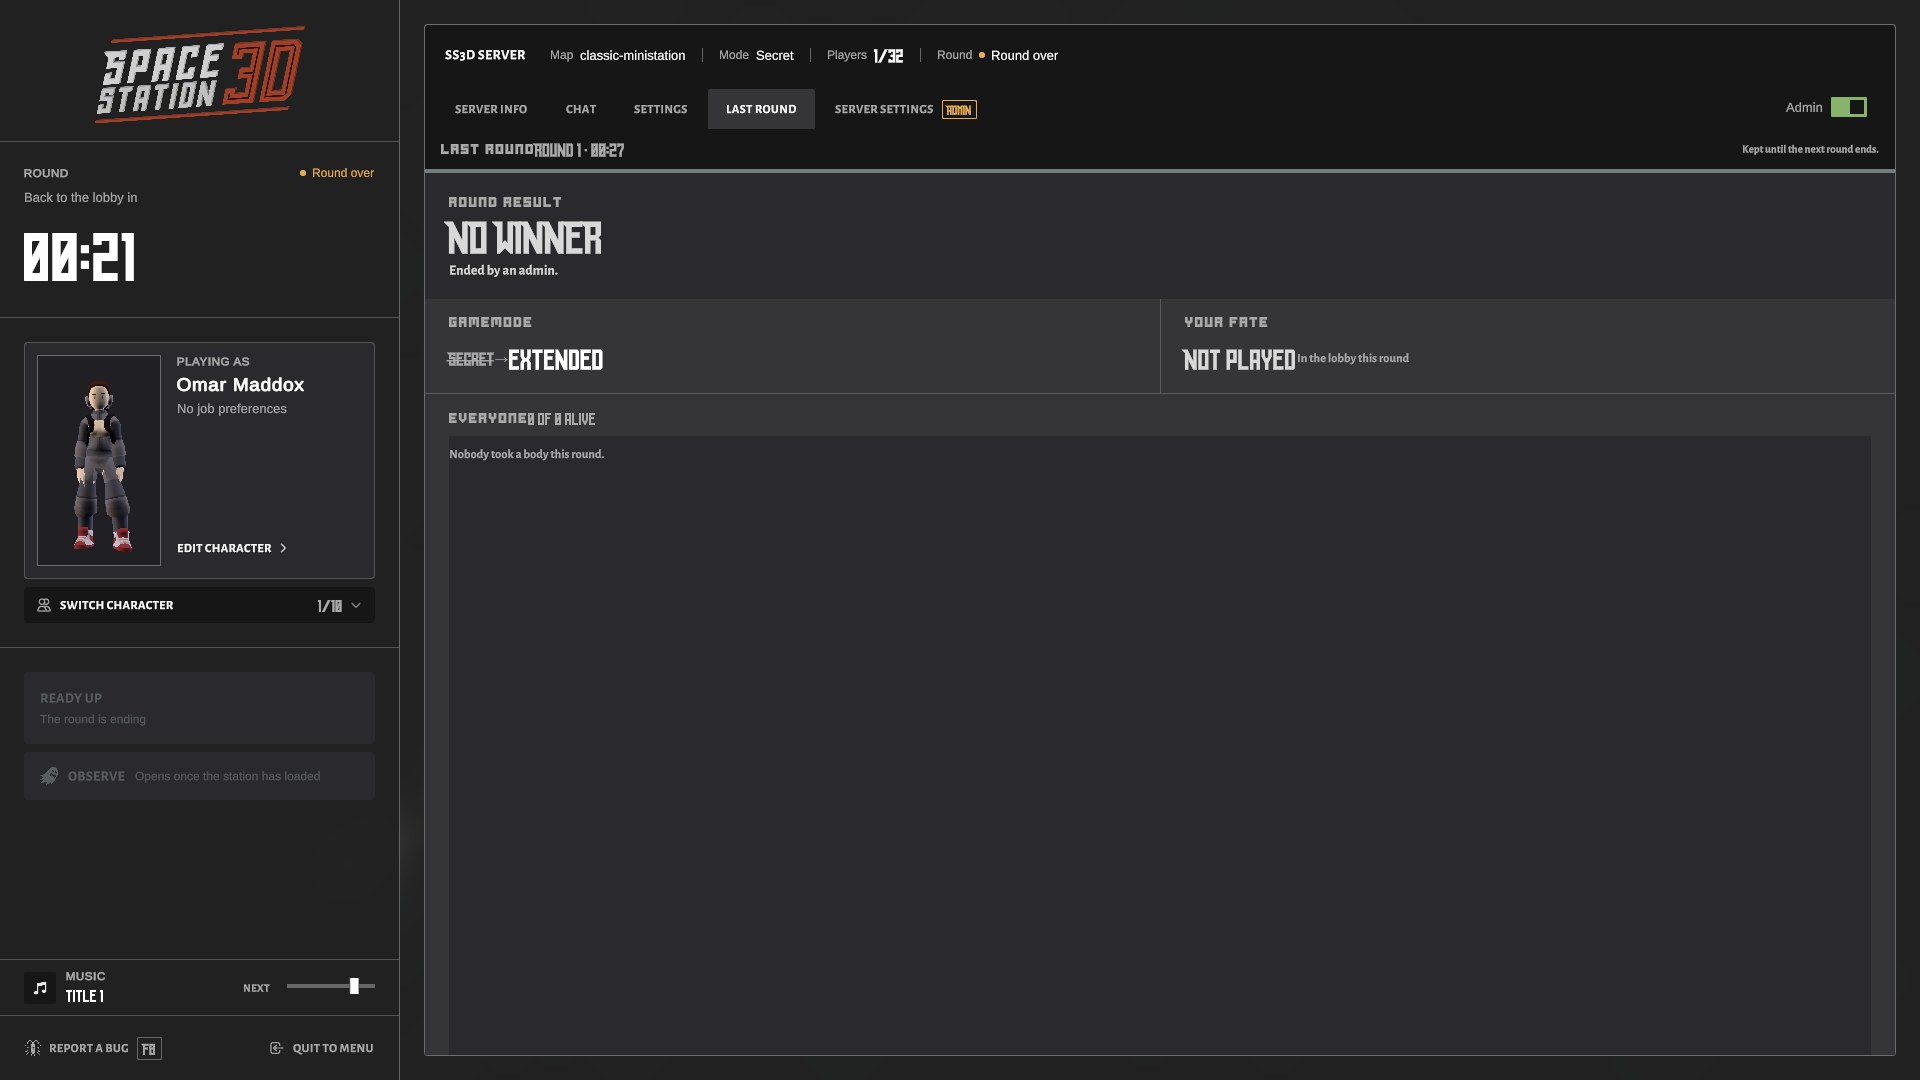 SPACE
STATION 3D
ROUND
Round over
Back to the lobby in
00:21
PLAYING AS
Omar Maddox
No job preferences
EDIT CHARACTER
SWITCH CHARACTER
1/10
READY UP
The round is ending
OBSERVE Opens once the station has loaded
MUSIC
TITLE 1
NEXT
REPORT A BUG F8
QUIT TO MENU
SS3D SERVER Map classic-ministation Mode Secret Players 1/32 Round Round over
SERVER INFO CHAT SETTINGS LAST ROUND SERVER SETTINGS ADMIN
Admin
LAST ROUND ROUND 1 · 00:27
Kept until the next round ends.
ROUND RESULT
NO WINNER
Ended by an admin.
GAMEMODE
SECRET → EXTENDED
YOUR FATE
NOT PLAYED In the lobby this round
EVERYONE 0 OF 0 ALIVE
Nobody took a body this round.